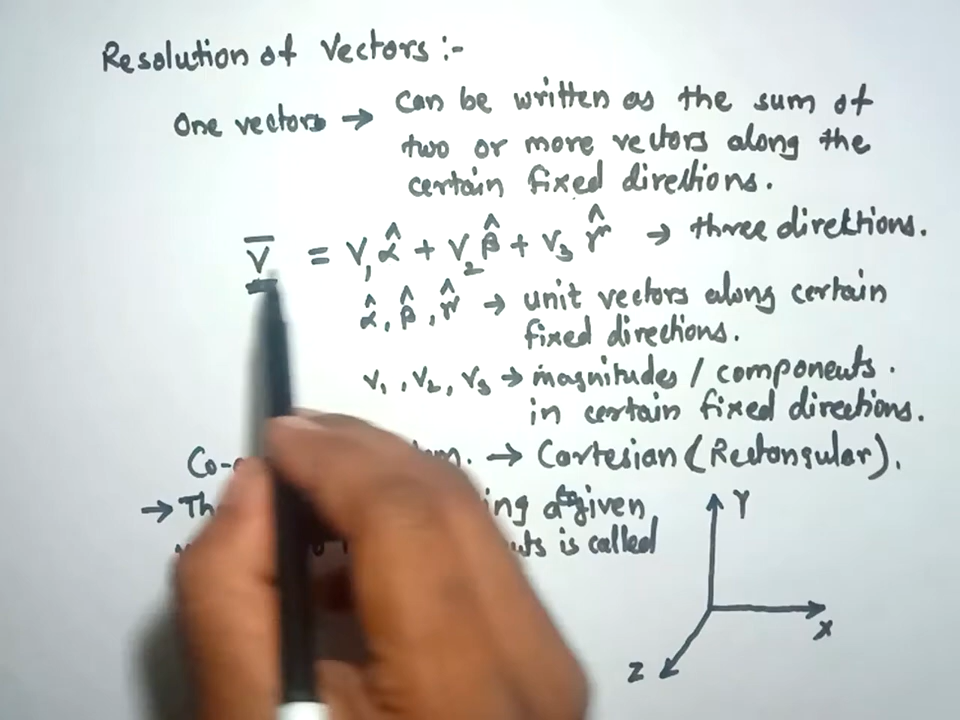 Resolution of Vectors :-
One vectors → can be written as the sum of
two or more vectors along the
certain fixed directions.
V̅ = V₁α̂ + V₂β̂ + V₃γ̂ → three direktions.
α̂, β̂, γ̂ → unit vectors along certain
fixed directions.
V₁, V₂, V₃ → magnitudes / components.
in certain fixed directions.
→ Cartesian (Rectangular).
→ given
is called
Y
X
Z